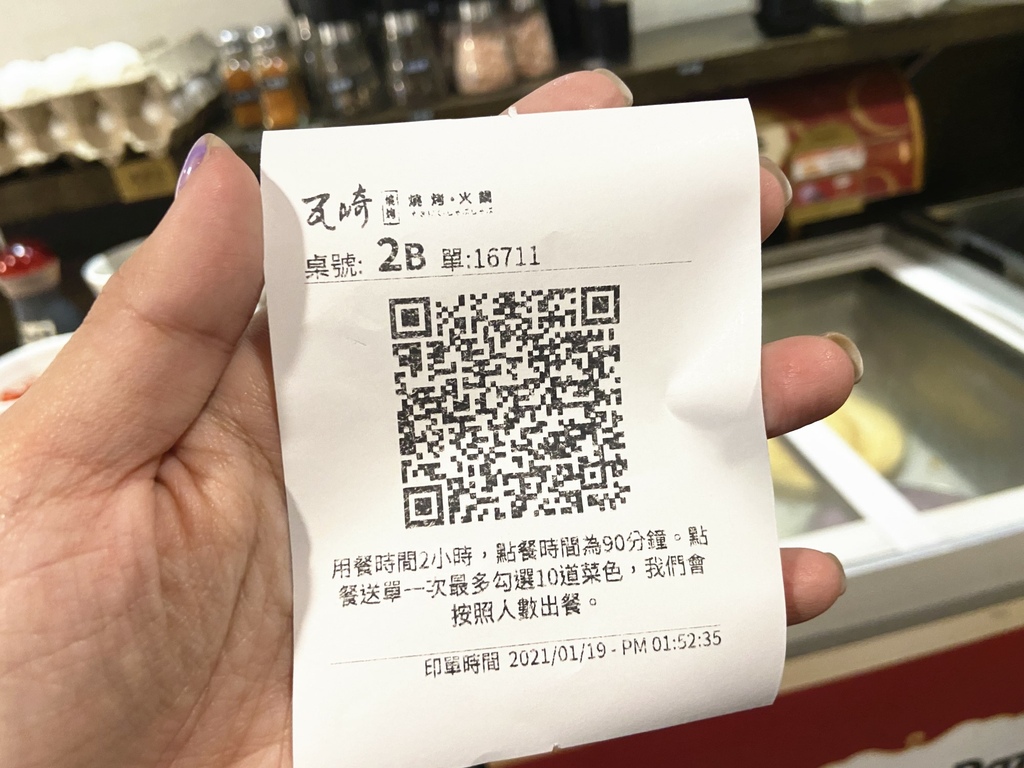 瓦崎 燒烤 燒烤·火鍋
桌號: 2B 單:16711
用餐時間2小時，點餐時間為90分鐘。點
餐送單一次最多勾選10道菜色，我們會
按照人數出餐。
印單時間 2021/01/19 - PM 01:52:35